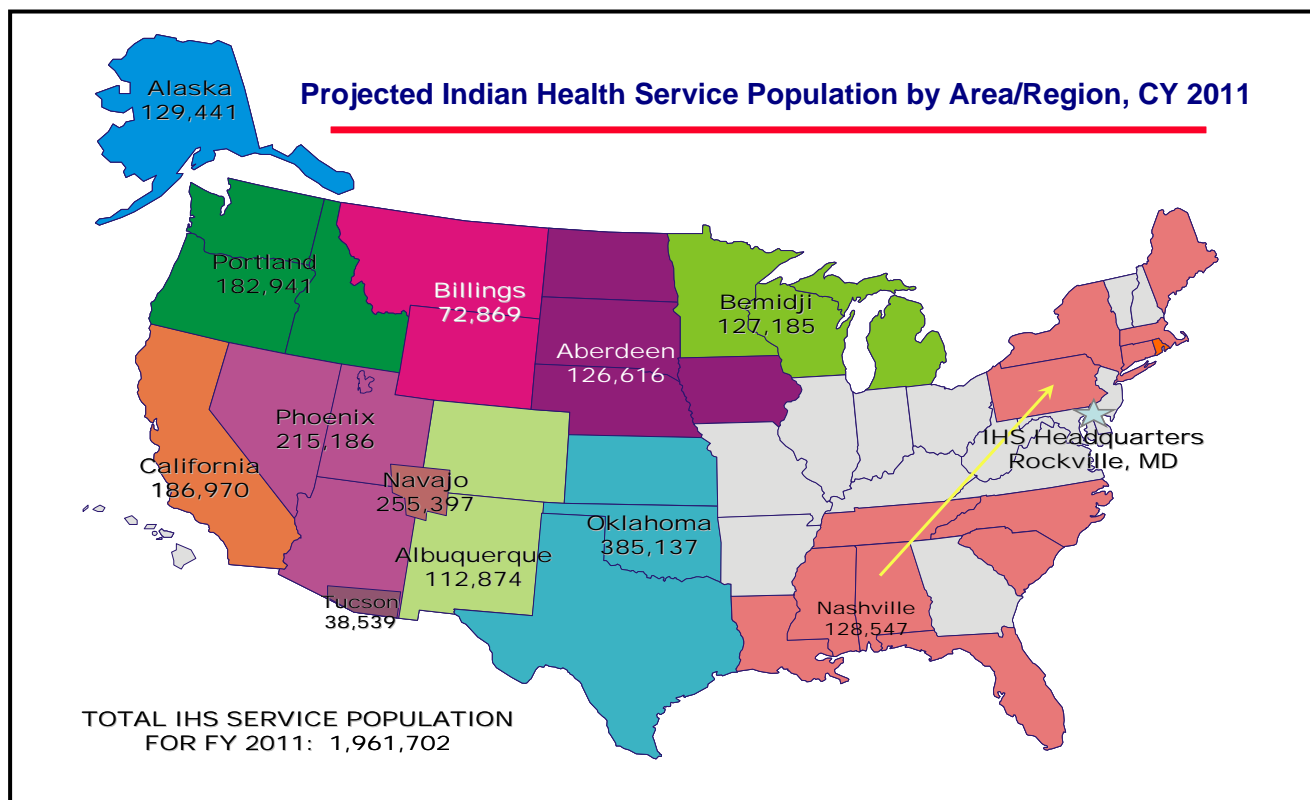 Projected Indian Health Service Population by Area/Region, CY 2011
Alaska
129,441
Portland
182,941
Billings
72,869
Aberdeen
126,616
Bemidji
127,185
Phoenix
215,186
California
186,970
Navajo
255,397
Albuquerque
112,874
Tucson
38,539
Oklahoma
385,137
Nashville
128,547
IHS Headquarters
Rockville, MD
TOTAL IHS SERVICE POPULATION
FOR FY 2011: 1,961,702